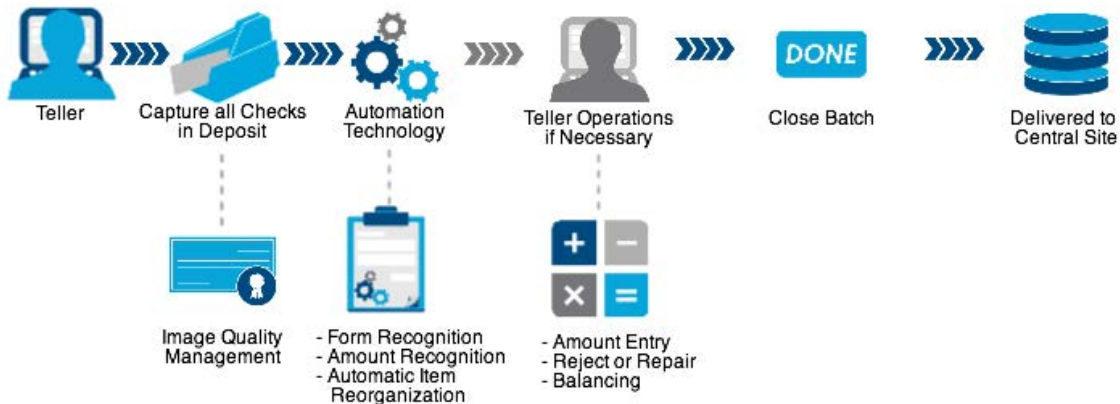 Teller
Capture all Checks
in Deposit
Automation
Technology
Teller Operations
if Necessary
DONE
Close Batch
Delivered to
Central Site
Image Quality
Management
- Form Recognition
- Amount Recognition
- Automatic Item
Reorganization
+ −
× =
- Amount Entry
- Reject or Repair
- Balancing